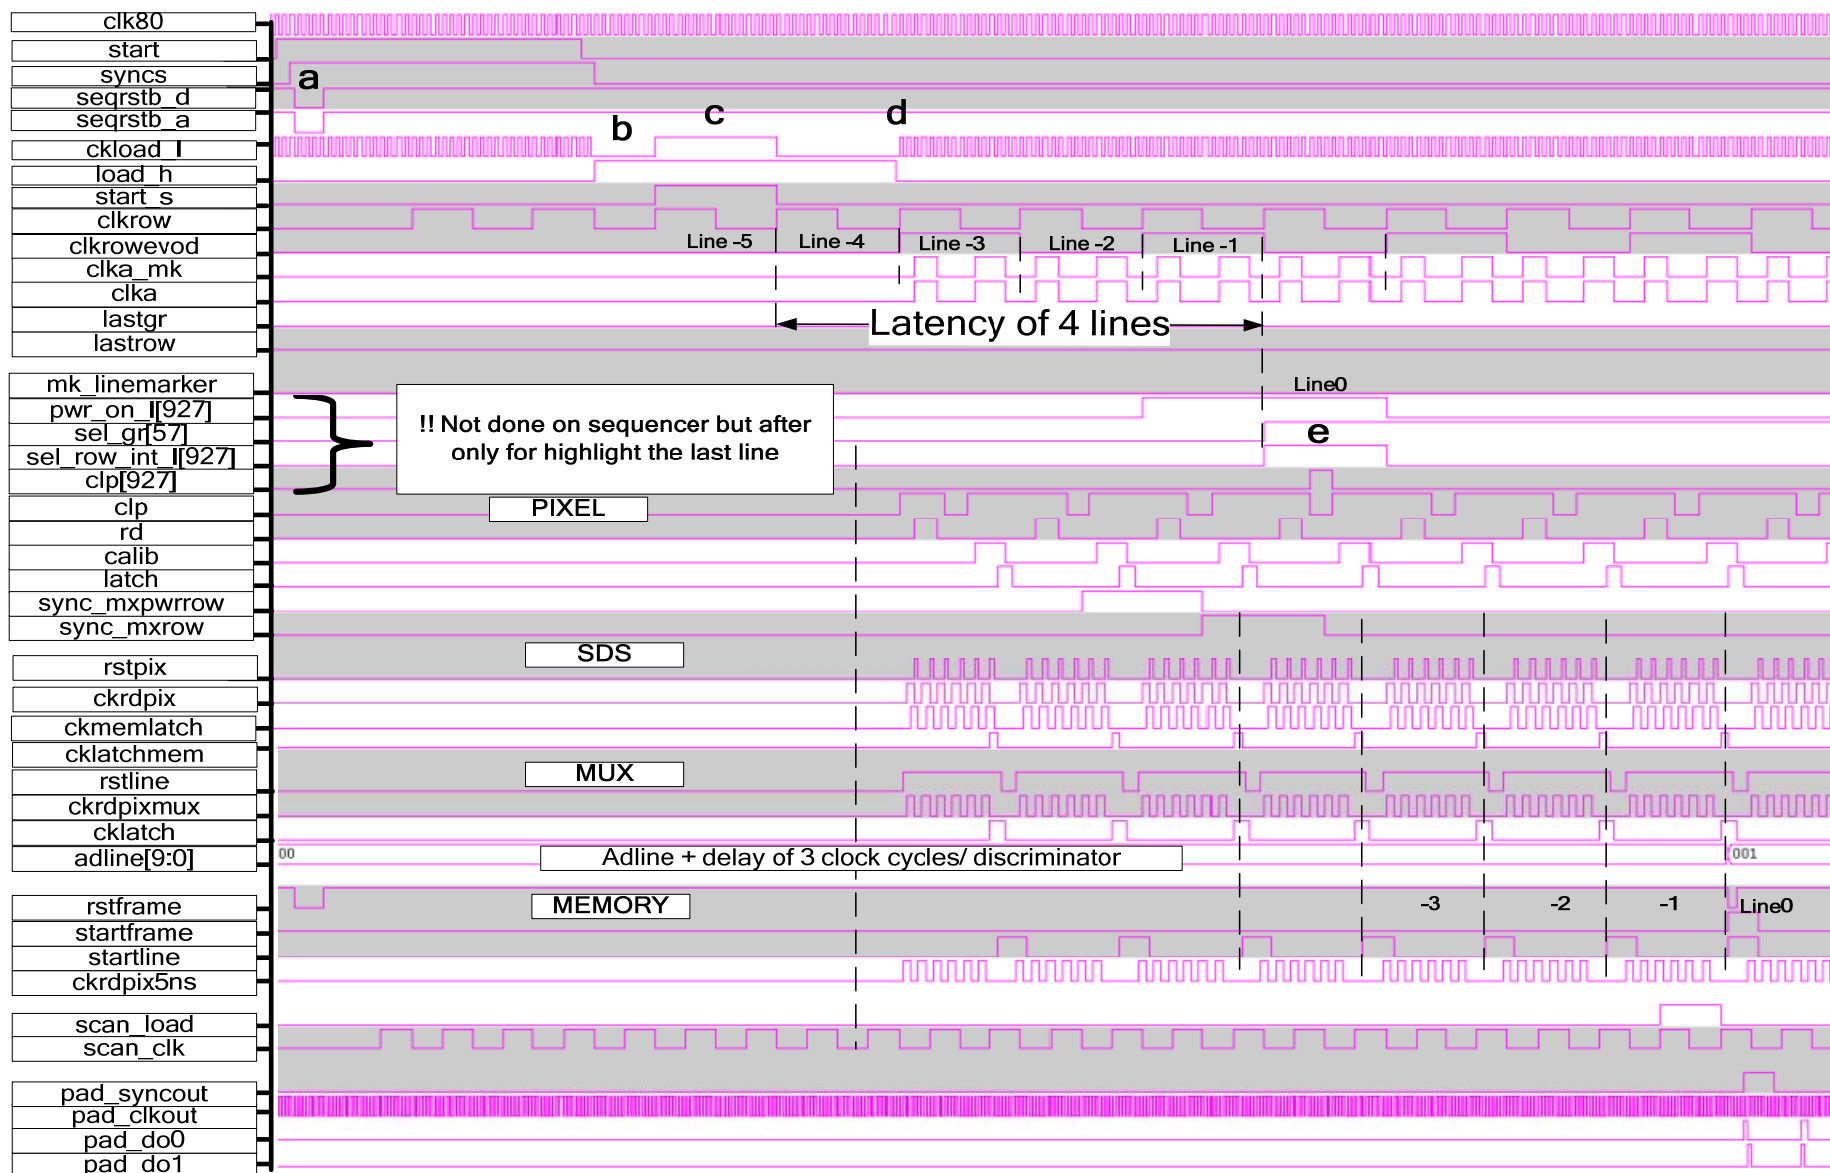 clk80
start
syncs
a
seqrstb_d
seqrstb_a
c
d
b
ckload_l
load_h
start_s
clkrow
clkrowevod
Line -5
Line -4
Line -3
Line -2
Line -1
clka_mk
clka
lastgr
Latency of 4 lines
lastrow
mk_linemarker
Line0
pwr_on_l[927]
sel_gr[57]
sel_row_int_l[927]
clp[927]
!! Not done on sequencer but after
only for highlight the last line
e
clp
PIXEL
rd
calib
latch
sync_mxpwrrow
sync_mxrow
SDS
rstpix
ckrdpix
ckmemlatch
cklatchmem
rstline
MUX
ckrdpixmux
cklatch
adline[9:0]
00
Adline + delay of 3 clock cycles/ discriminator
001
rstframe
MEMORY
-3
-2
-1
Line0
startframe
startline
ckrdpix5ns
scan_load
scan_clk
pad_syncout
pad_clkout
pad_do0
pad_do1